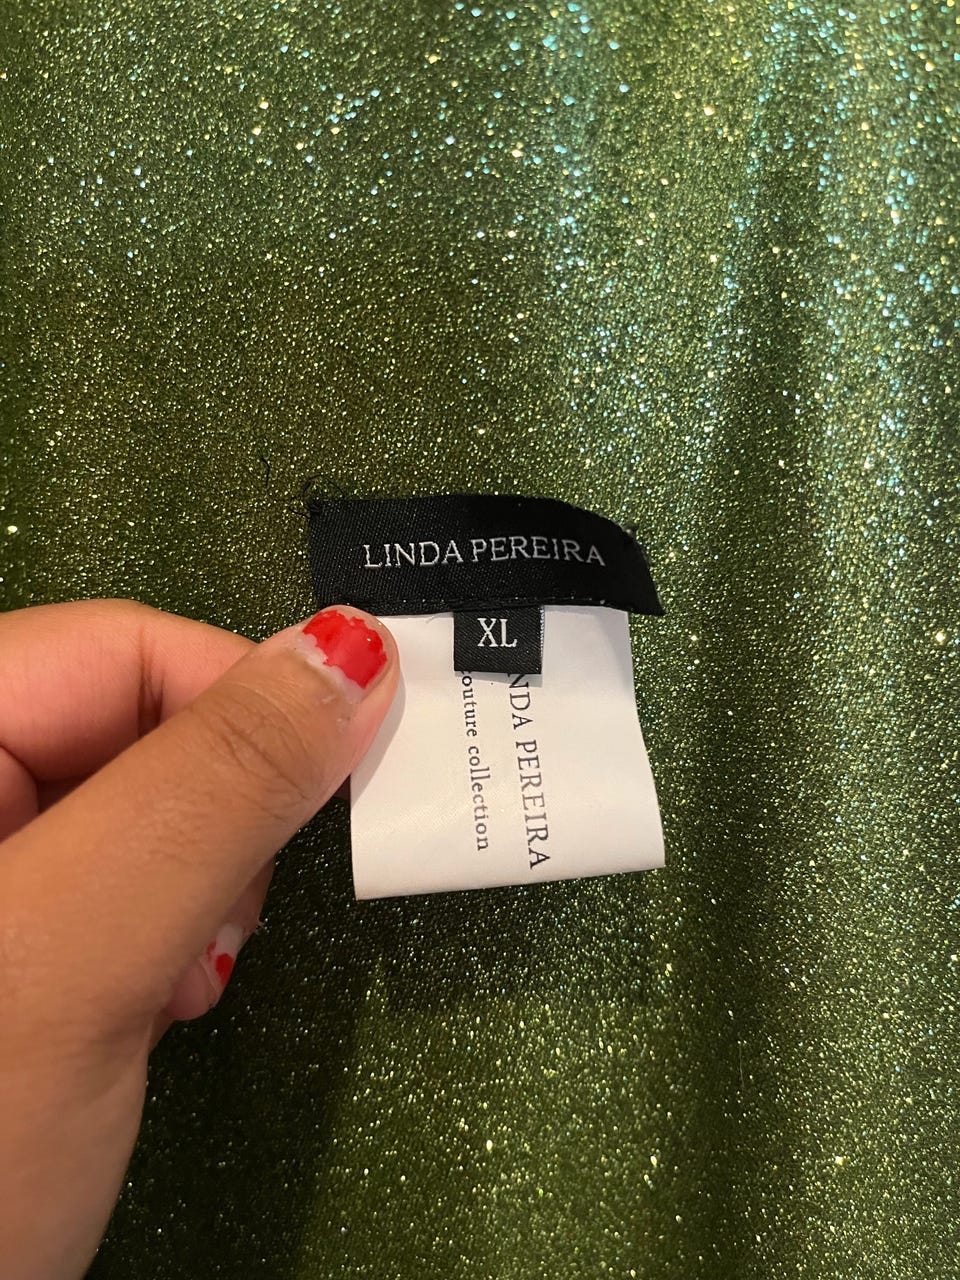 LINDA PEREIRA
XL
NDA PEREIRA
outure collection